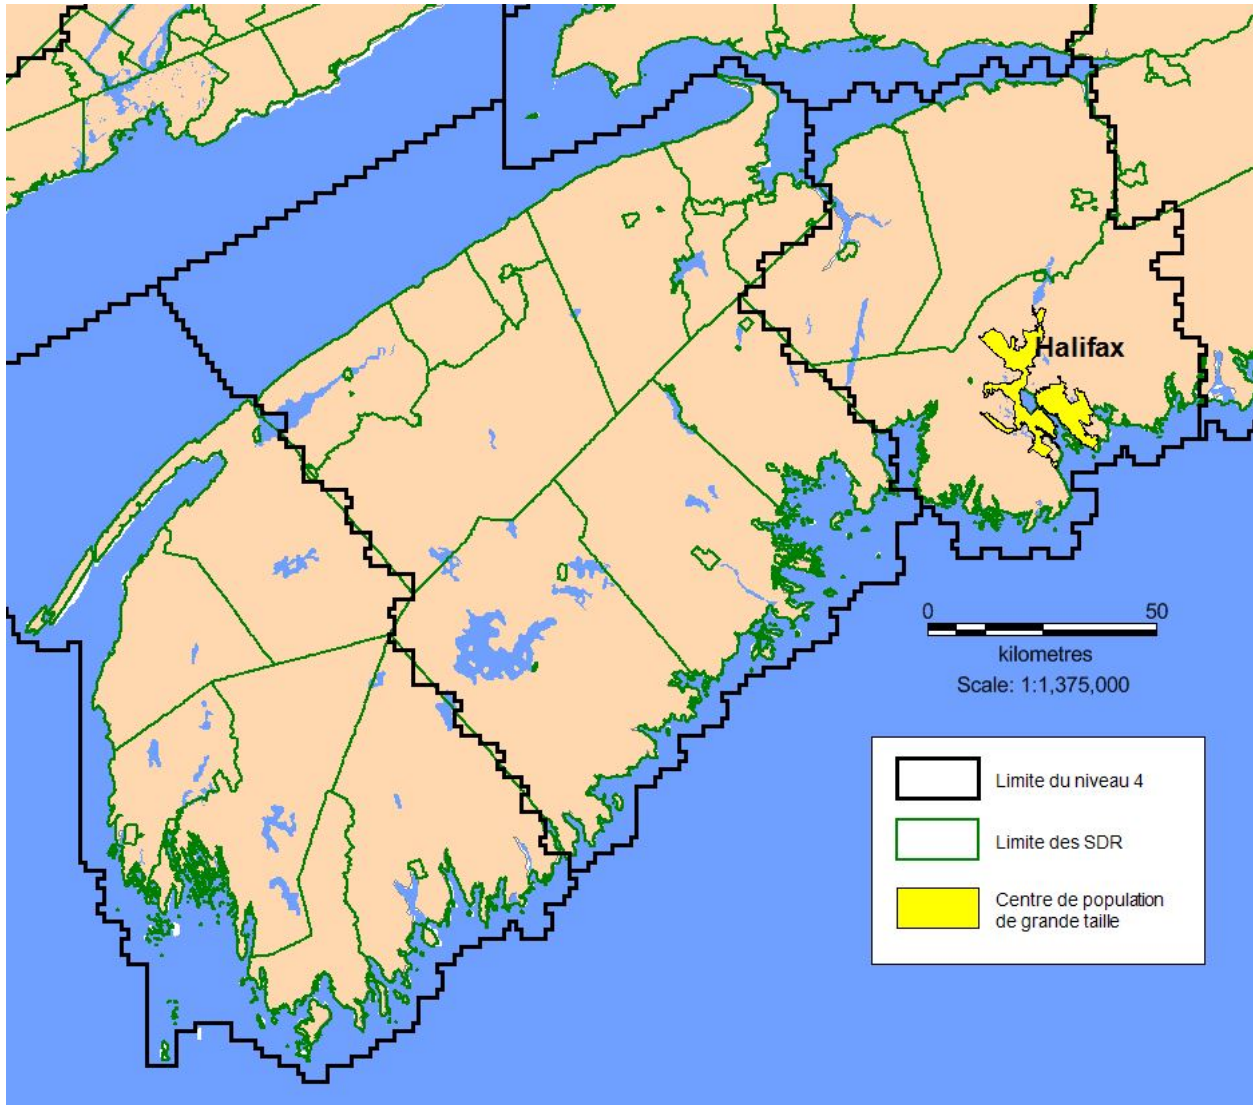 Halifax
0 50
kilometres
Scale: 1:1,375,000
Limite du niveau 4
Limite des SDR
Centre de population
de grande taille